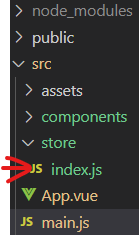 node_modules
public
src
assets
components
store
JS index.js
App.vue
JS main.js